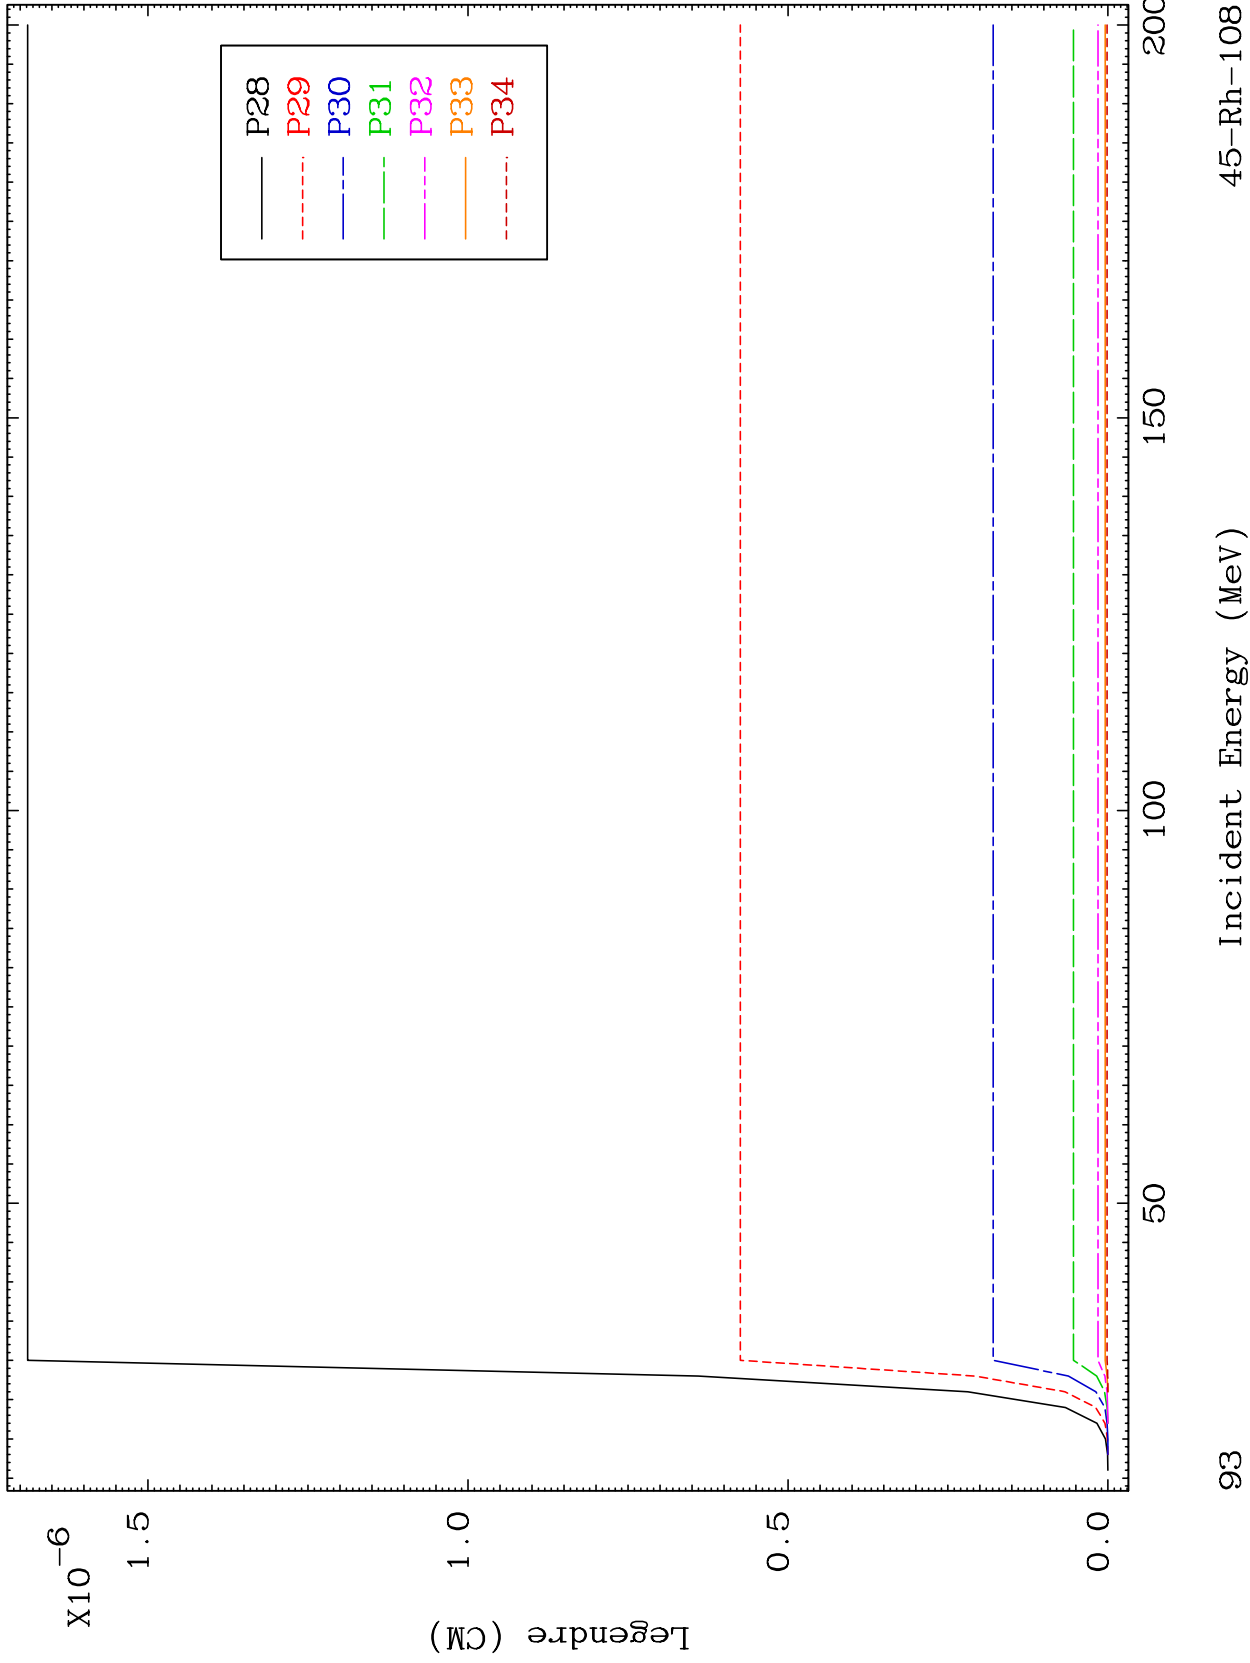 X10-6
1.5
1.0
0.5
0.0
Legendre (CM)
P28
P29
P30
P31
P32
P33
P34
50
100
150
200
Incident Energy (MeV)
93
45-Rh-108